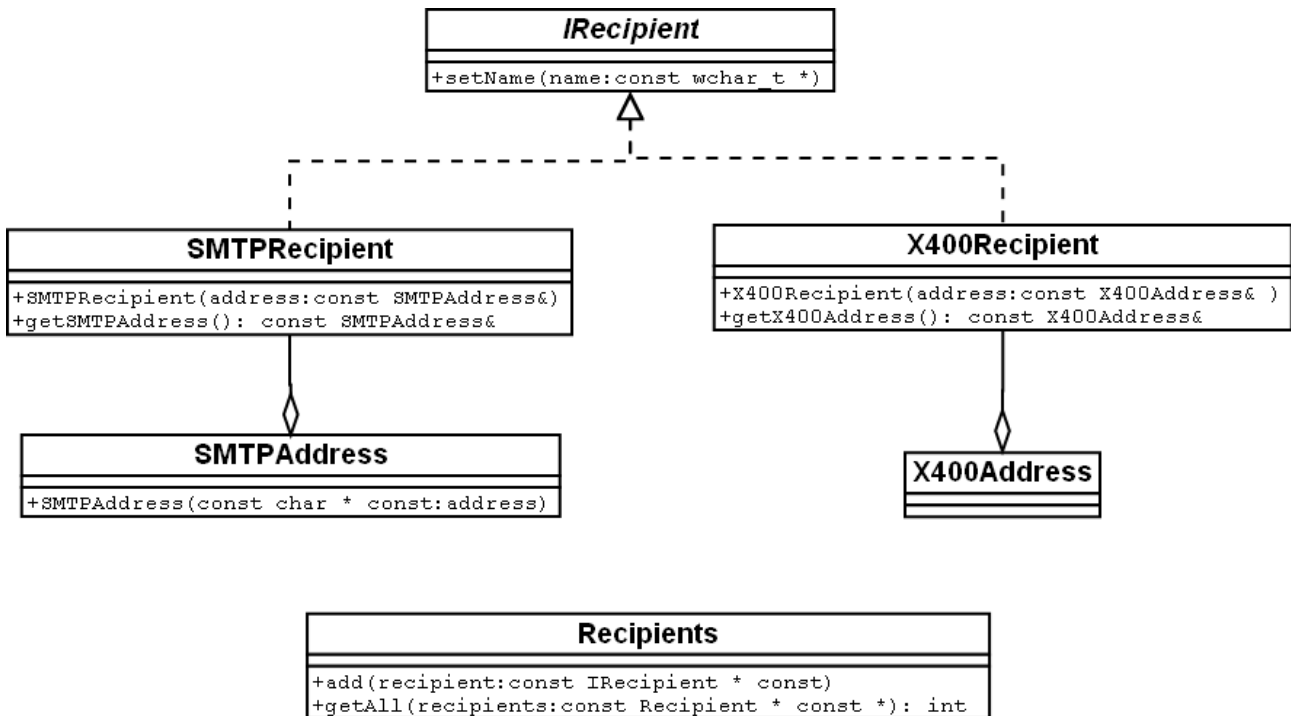 IRecipient
+setName(name:const wchar_t *)
SMTPRecipient
+SMTPRecipient(address:const SMTPAddress&)
+getSMTPAddress(): const SMTPAddress&
X400Recipient
+X400Recipient(address:const X400Address& )
+getX400Address(): const X400Address&
SMTPAddress
+SMTPAddress(const char * const:address)
X400Address
Recipients
+add(recipient:const IRecipient * const)
+getAll(recipients:const Recipient * const *): int